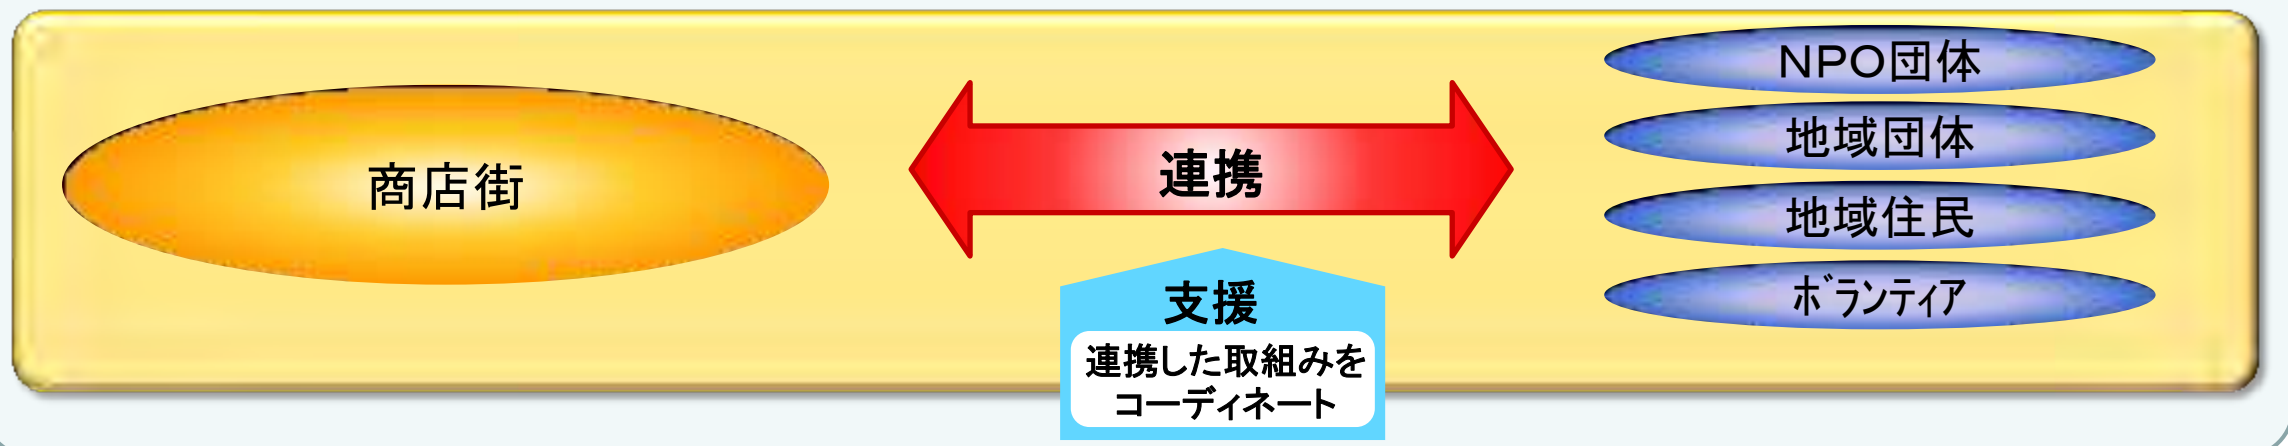 商店街
連携
NPO団体
地域団体
地域住民
ボランティア
支援
連携した取組みを
コーディネート